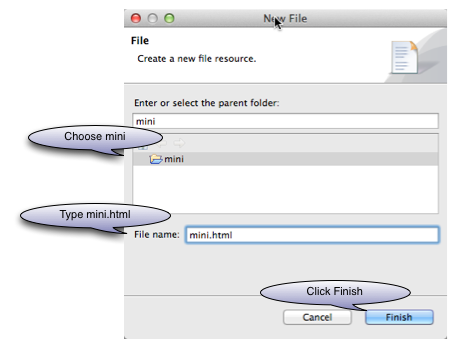 New File
File
Create a new file resource.
Enter or select the parent folder:
mini
Choose mini
mini
Type mini.html
File name: mini.html
Click Finish
Cancel Finish